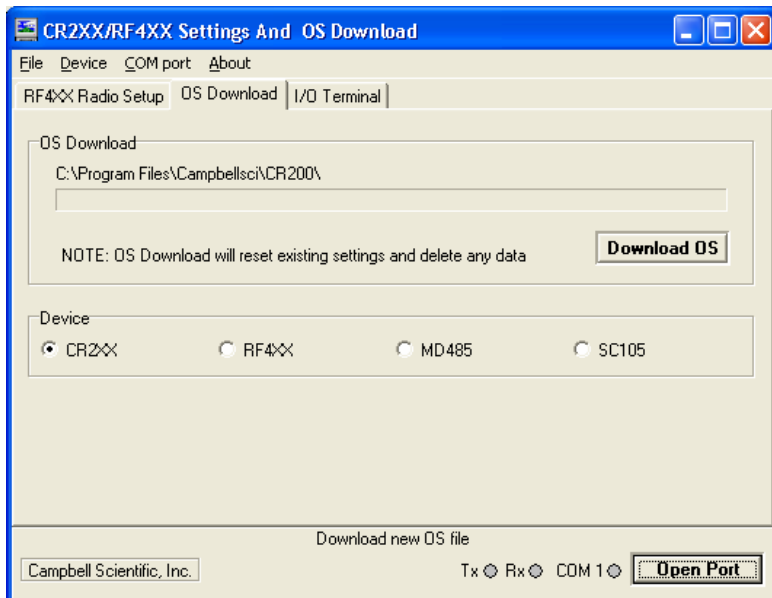 CR2XX/RF4XX Settings And OS Download
File Device COM port About
RF4XX Radio Setup OS Download I/O Terminal
OS Download
C:\Program Files\Campbellsci\CR200\
NOTE: OS Download will reset existing settings and delete any data
Download OS
Device
CR2XX RF4XX MD485 SC105
Download new OS file
Campbell Scientific, Inc. Tx Rx COM 1 Open Port